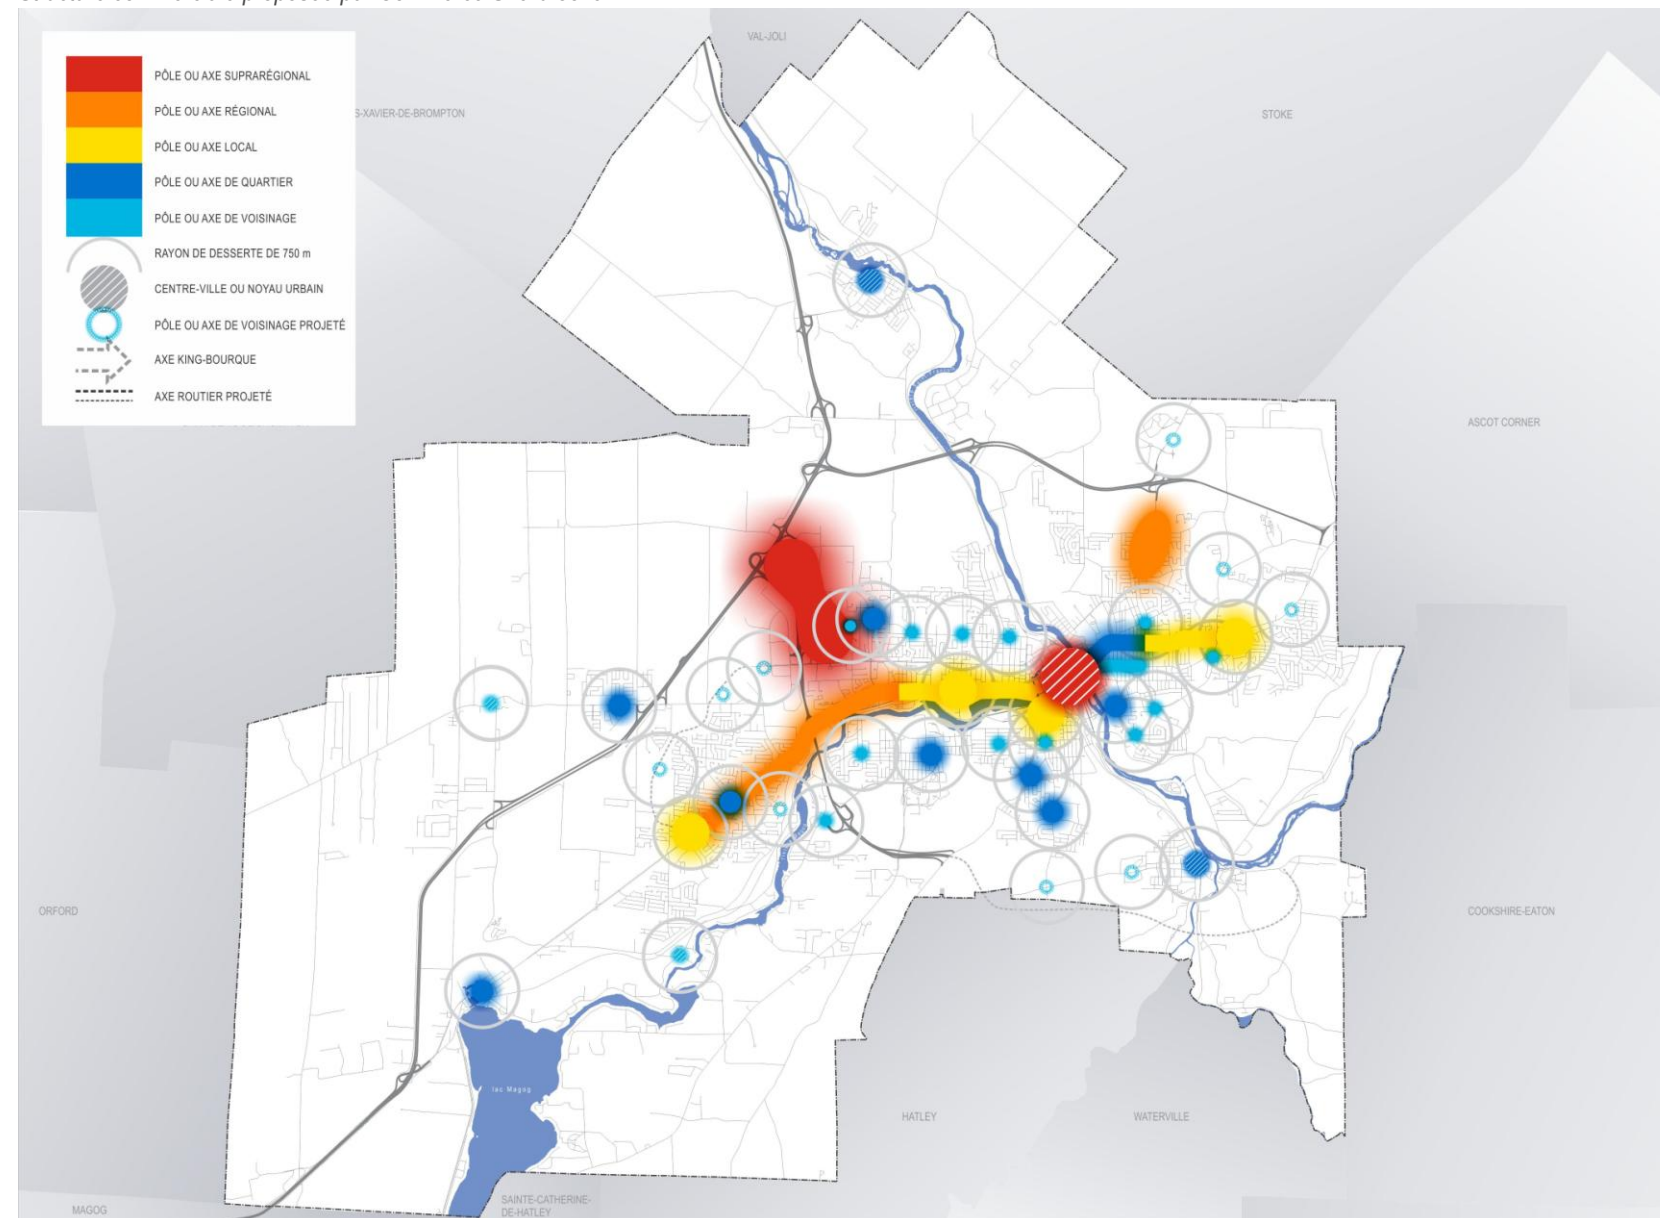 VAL-JOLI
PÔLE OU AXE SUPRARÉGIONAL
PÔLE OU AXE RÉGIONAL
S-XAVIER-DE-BROMPTON
STOKE
PÔLE OU AXE LOCAL
PÔLE OU AXE DE QUARTIER
PÔLE OU AXE DE VOISINAGE
RAYON DE DESSERTE DE 750 m
CENTRE-VILLE OU NOYAU URBAIN
PÔLE OU AXE DE VOISINAGE PROJETÉ
AXE KING-BOURQUE
AXE ROUTIER PROJETÉ
ASCOT CORNER
ORFORD
COOKSHIRE-EATON
lac Magog
HATLEY
WATERVILLE
SAINTE-CATHERINE-
DE-HATLEY
MAGOG